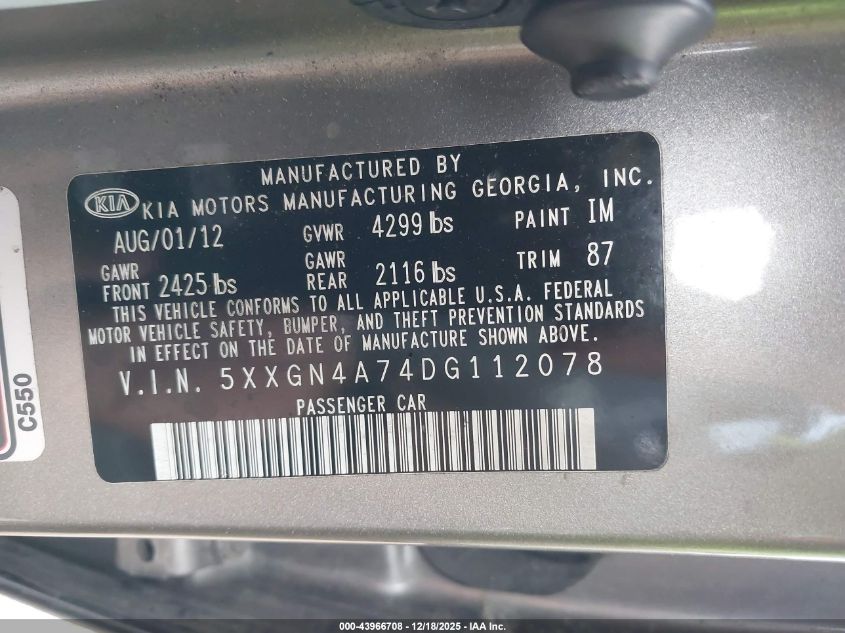 MANUFACTURED BY
KIA KIA MOTORS MANUFACTURING GEORGIA, INC.
AUG/01/12 GVWR 4299 lbs PAINT IM
GAWR FRONT 2425 lbs GAWR REAR 2116 lbs TRIM 87
THIS VEHICLE CONFORMS TO ALL APPLICABLE U.S.A. FEDERAL
MOTOR VEHICLE SAFETY, BUMPER, AND THEFT PREVENTION STANDARDS
IN EFFECT ON THE DATE OF MANUFACTURE SHOWN ABOVE.
V.I.N. 5XXGN4A74DG112078
PASSENGER CAR
C550
000-43966708 - 12/18/2025 - IAA Inc.